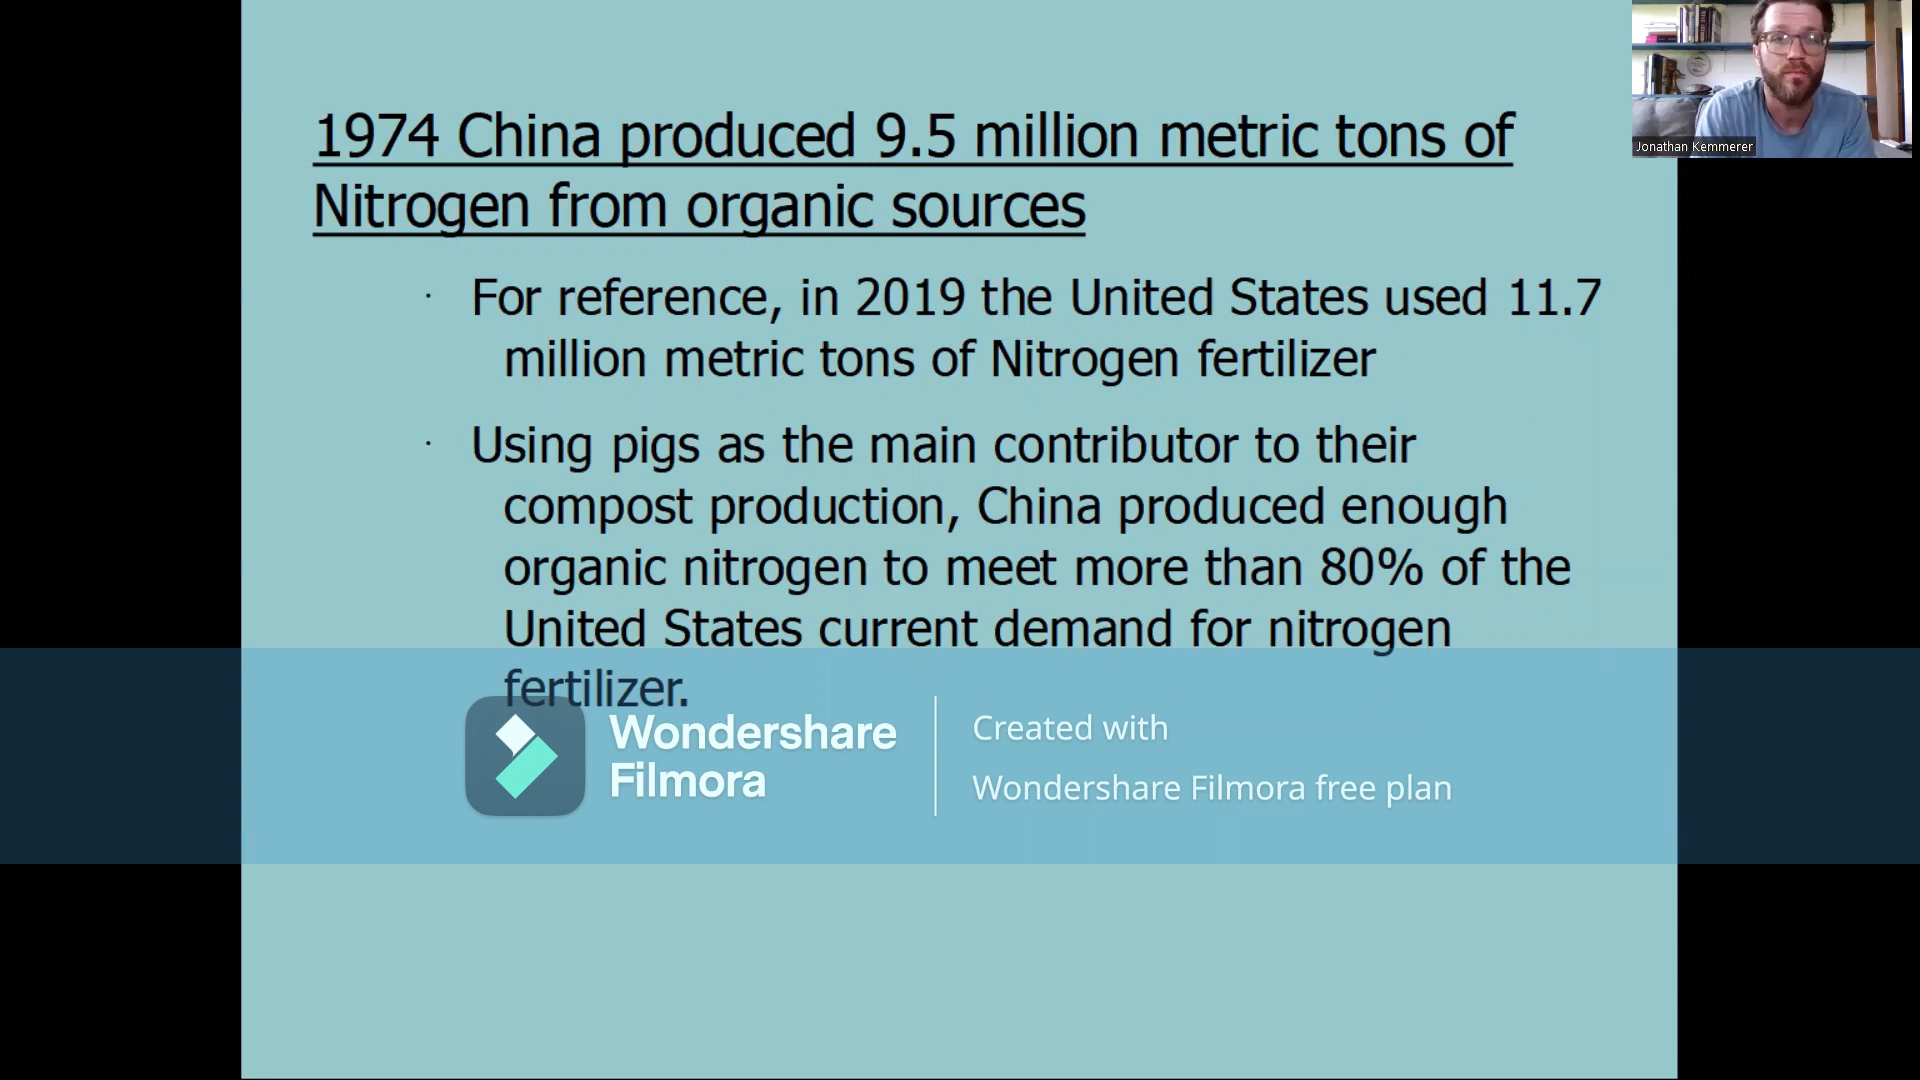 1974 China produced 9.5 million metric tons of
Nitrogen from organic sources
· For reference, in 2019 the United States used 11.7
million metric tons of Nitrogen fertilizer
· Using pigs as the main contributor to their
compost production, China produced enough
organic nitrogen to meet more than 80% of the
United States current demand for nitrogen
fertilizer.
Jonathan Kemmerer
Wondershare
Filmora
Created with
Wondershare Filmora free plan